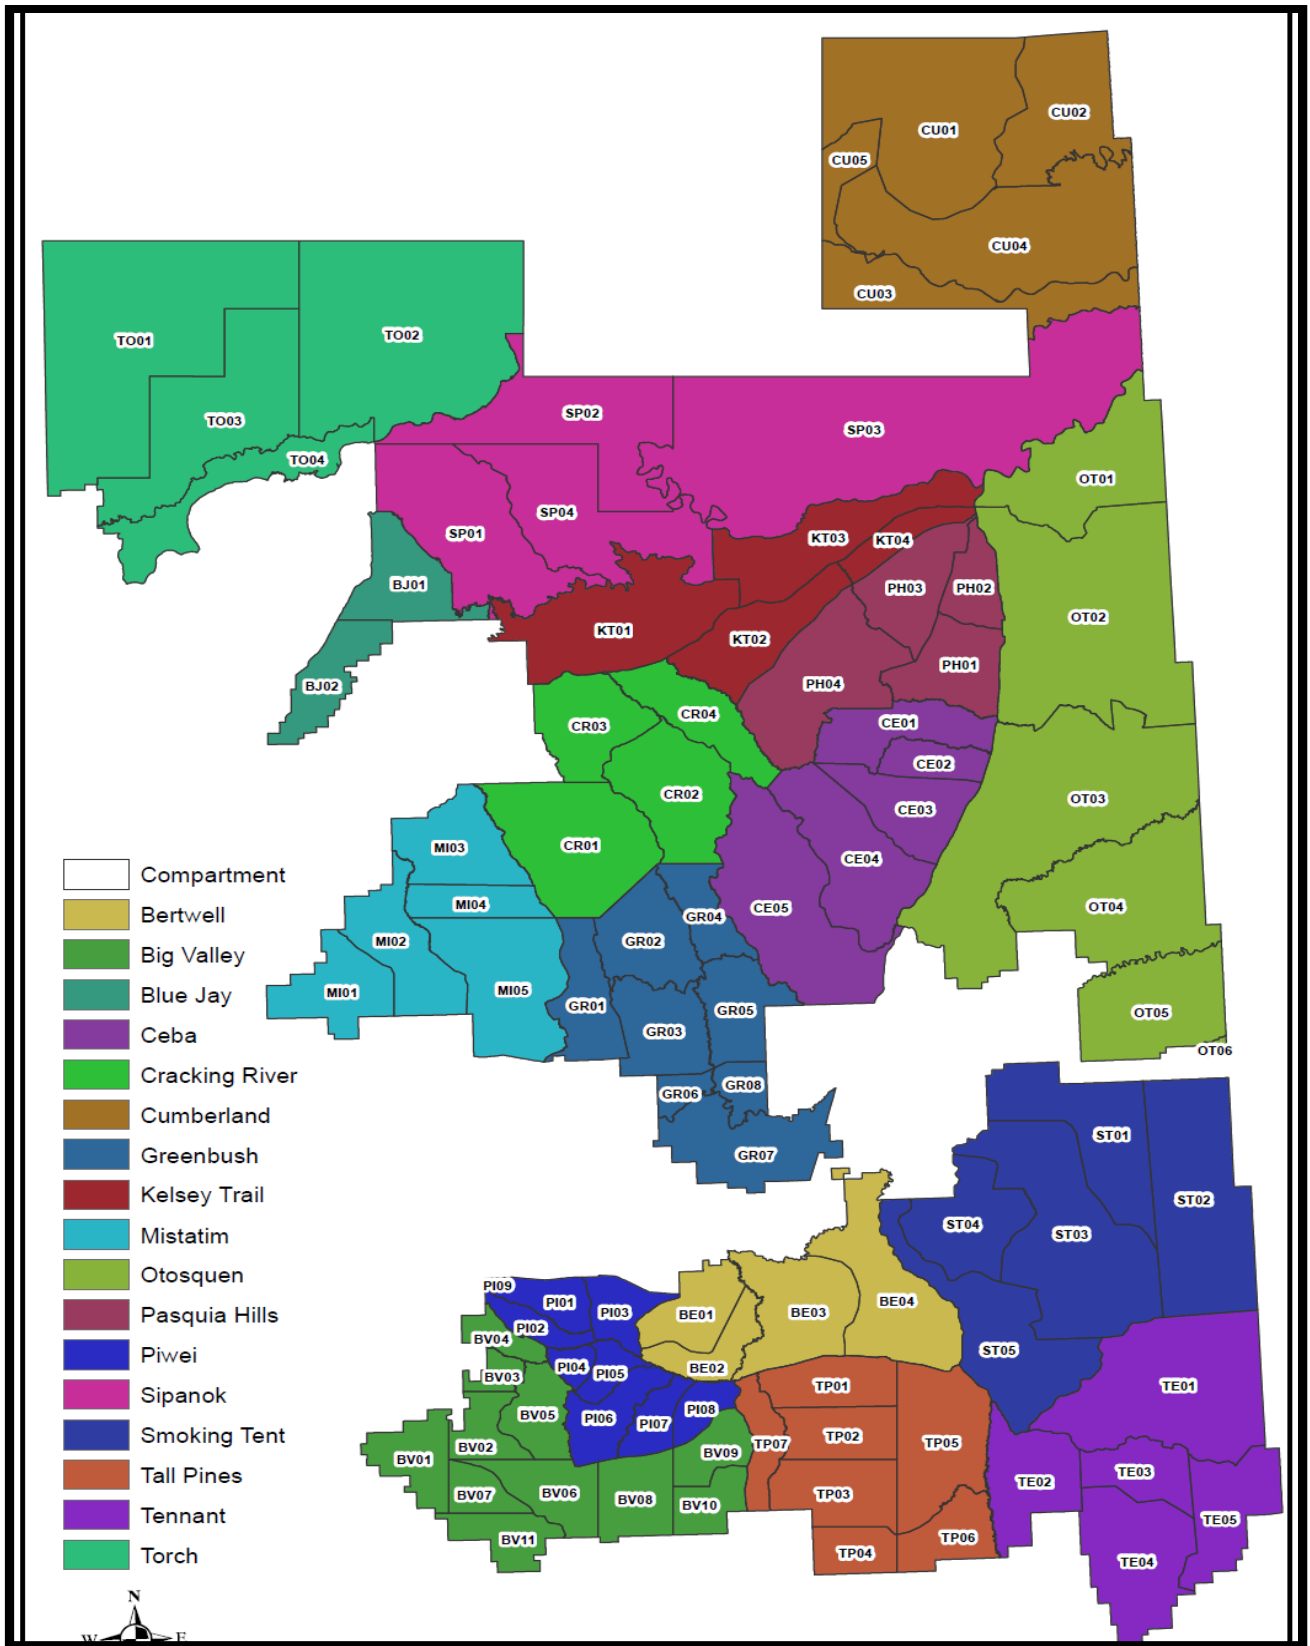 CU02
CU01
CU05
CU04
CU03
TO01
TO02
TO03
TO04
SP02
SP03
SP04
SP01
OT01
KT03
KT04
BJ01
PH03
PH02
OT02
KT01
KT02
PH01
PH04
BJ02
CR04
CR03
CE01
CE02
CR02
OT03
CE03
CR01
MI03
CE04
MI04
CE05
OT04
GR04
MI02
GR02
MI05
MI01
GR01
GR05
OT05
GR03
OT06
GR08
GR06
ST01
GR07
ST02
ST04
ST03
PI09
PI01
PI03
BE01
BE03
BE04
PI02
BV04
ST05
PI04
PI05
BE02
BV03
TP01
TE01
PI08
BV05
PI06
PI07
TP02
TP07
TP05
BV02
BV09
BV01
TE03
TE02
BV07
BV06
TP03
BV08
BV10
TE05
BV11
TP06
TP04
TE04
Compartment
Bertwell
Big Valley
Blue Jay
Ceba
Cracking River
Cumberland
Greenbush
Kelsey Trail
Mistatim
Otosquen
Pasquia Hills
Piwei
Sipanok
Smoking Tent
Tall Pines
Tennant
Torch
N
W E